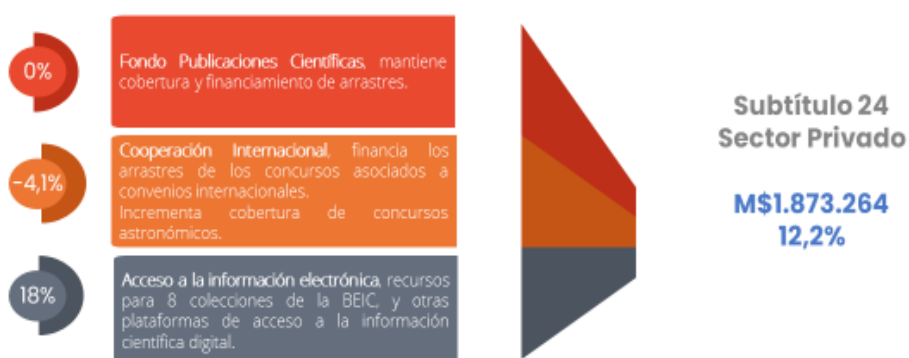 0%
Fondo Publicaciones Científicas, mantiene
cobertura y financiamiento de arrastres.
-4,1%
Cooperación Internacional, financia los
arrastres de los concursos asociados a
convenios internacionales.
Incrementa cobertura de concursos
astronómicos.
18%
Acceso a la información electrónica, recursos
para 8 colecciones de la BEIC, y otras
plataformas de acceso a la información
científica digital.
Subtítulo 24
Sector Privado
M$1.873.264
12,2%